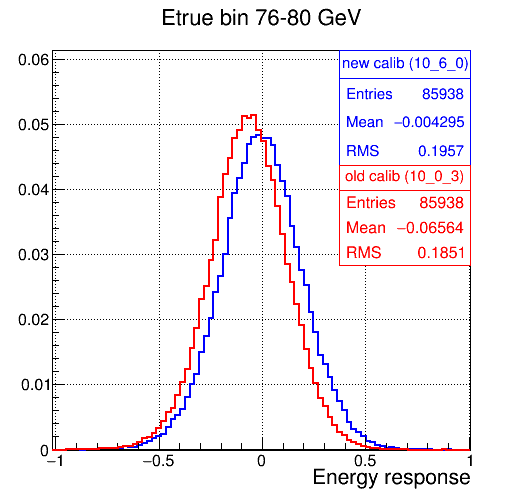 Etrue bin 76-80 GeV
new calib (10_6_0)
Entries 85938
Mean −0.004295
RMS 0.1957
old calib (10_0_3)
Entries 85938
Mean −0.06564
RMS 0.1851
0.06
0.05
0.04
0.03
0.02
0.01
0
−1 −0.5 0 0.5 1
Energy response